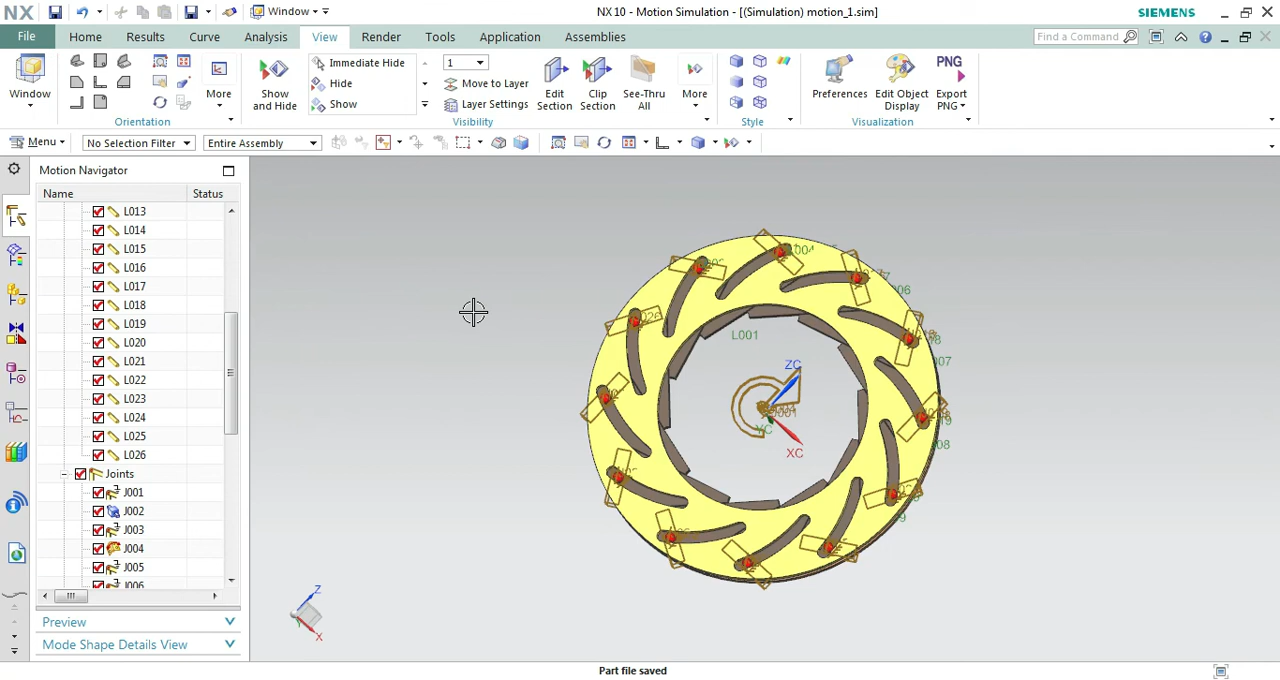 NX
Window
NX 10 - Motion Simulation - [(Simulation) motion_1.sim]
SIEMENS
File Home Results Curve Analysis View Render Tools Application Assemblies
Find a Command
Window
More
Orientation
Show and Hide
Immediate Hide
Hide
Show
1
Move to Layer
Layer Settings
Edit Section
Clip Section
See-Thru All
More
Visibility
Style
Preferences
Edit Object Display
PNG
Export PNG
Visualization
Menu
No Selection Filter
Entire Assembly
Motion Navigator
Name Status
L013
L014
L015
L016
L017
L018
L019
L020
L021
L022
L023
L024
L025
L026
Joints
J001
J002
J003
J004
J005
J006
Preview
Mode Shape Details View
L001
ZC
YC
XC
Z
X
Part file saved